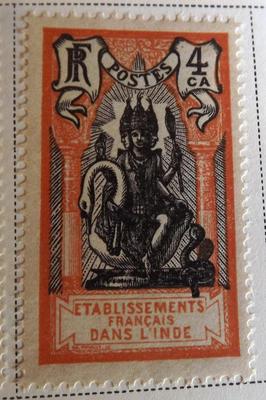 RF POSTES 4
CA
ETABLISSEMENTS
FRANÇAIS
DANS L'INDE